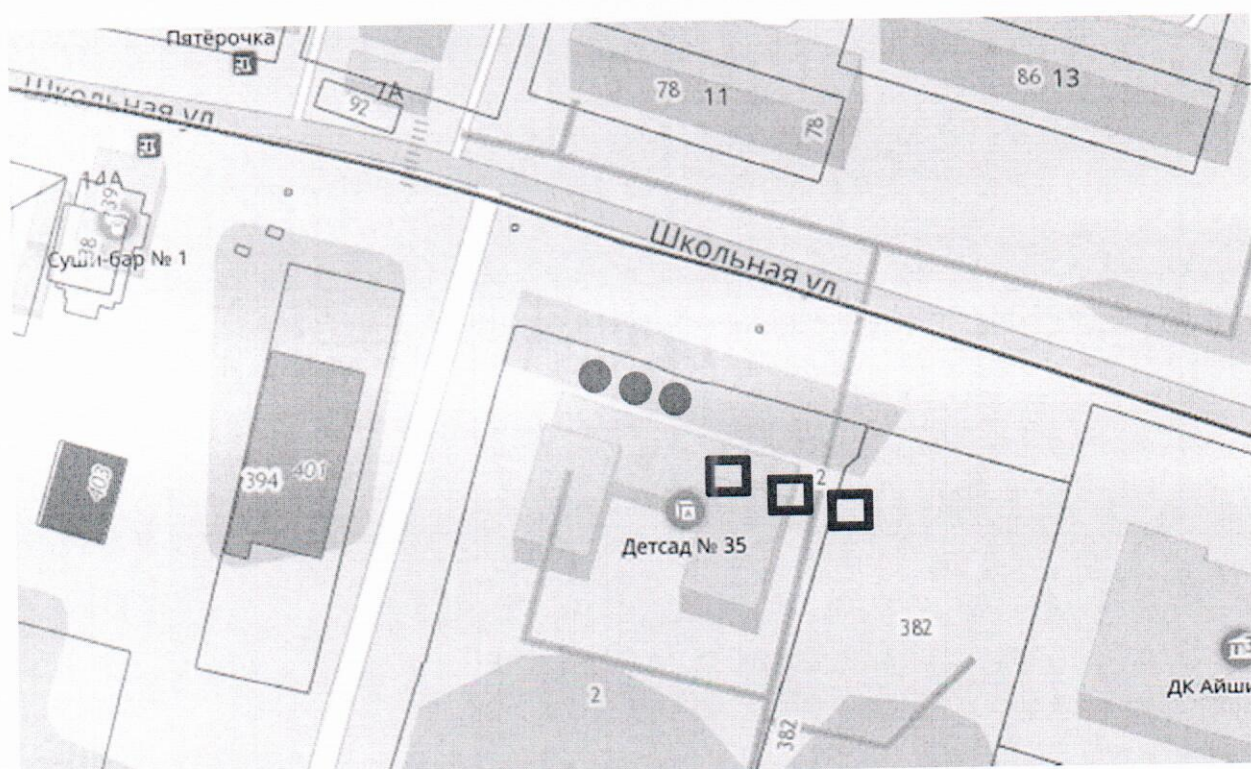 Пятёрочка
Школьная ул
7А
92
78
11
78
86
13
14А
39
38
Суши-бар № 1
Школьная ул
394
401
403
2
Детсад № 35
382
2
382
ДК Айши